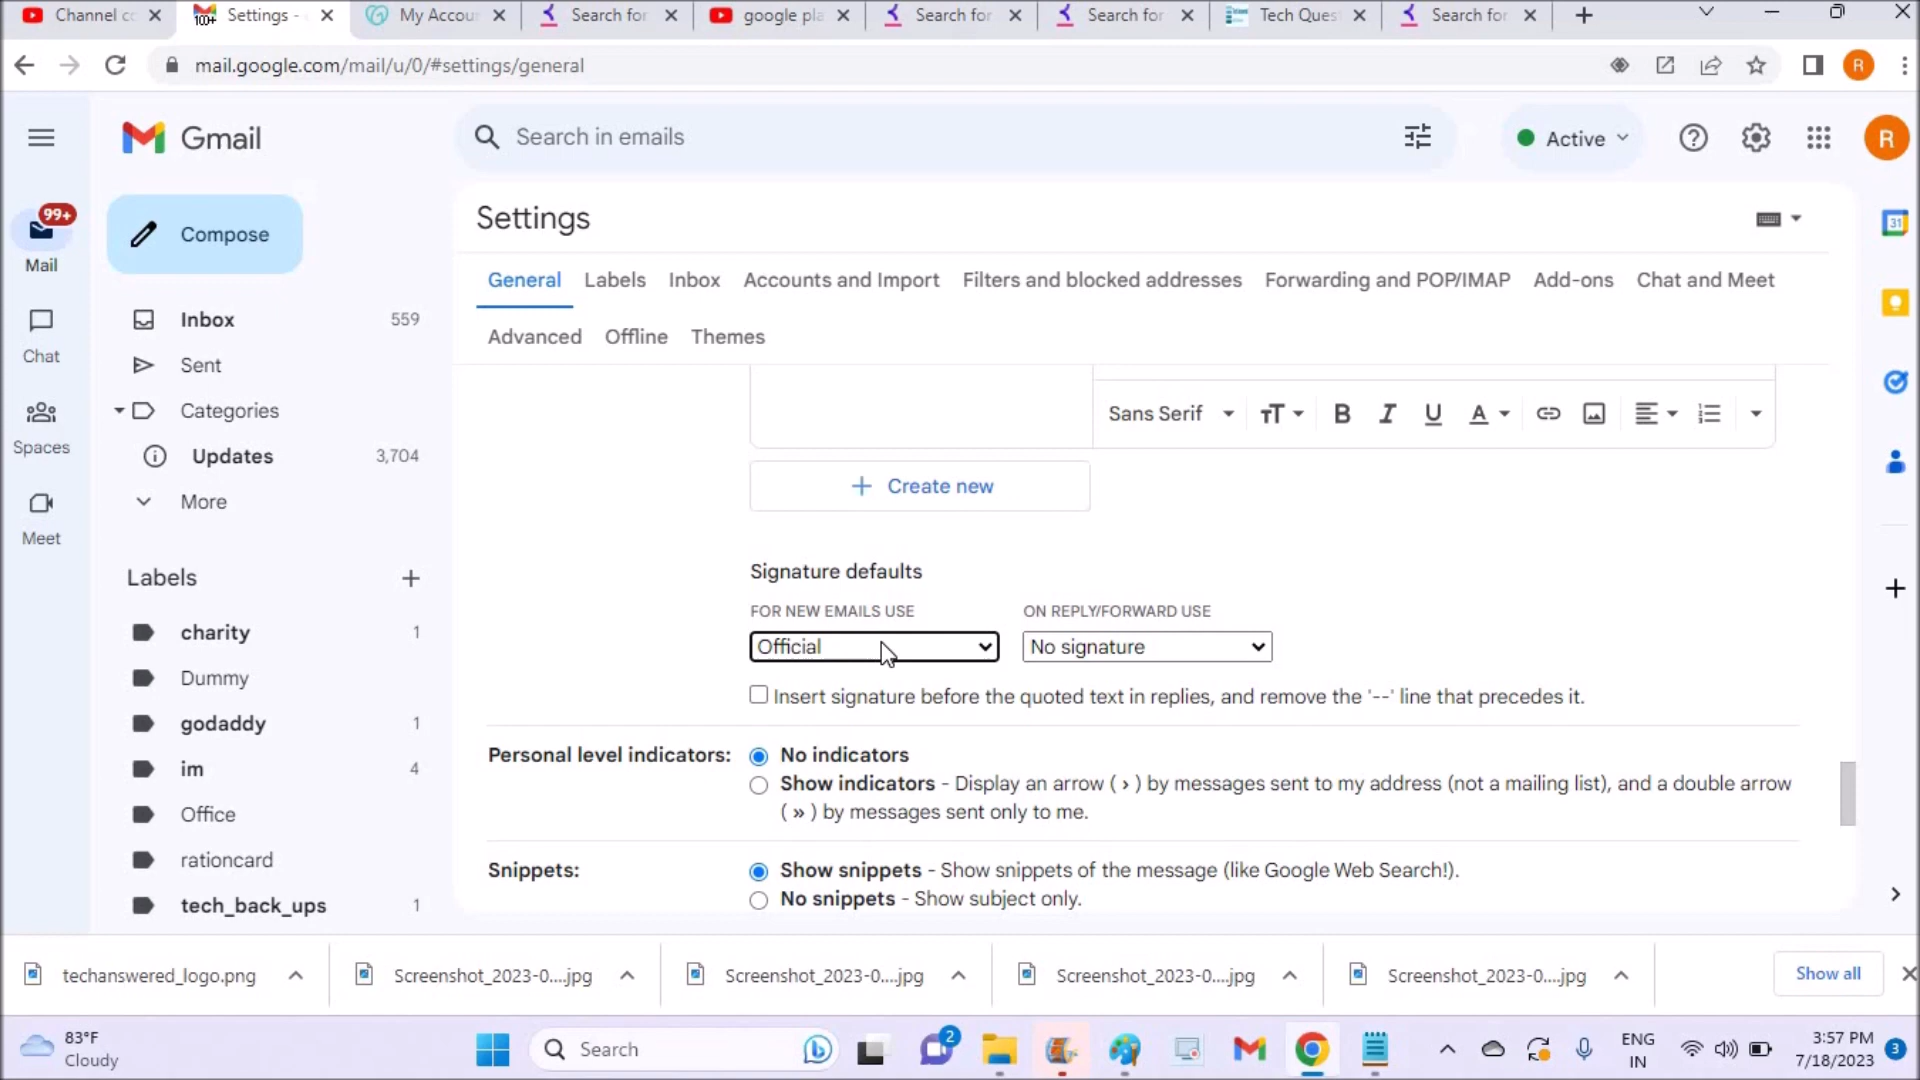 Channel co
Settings -
My Accou
Search for
google pla
Search for
Search for
Tech Ques
Search for
mail.google.com/mail/u/0/#settings/general
R
Gmail
Search in emails
Active
R
99+
Mail
Compose
Settings
31
General Labels Inbox Accounts and Import Filters and blocked addresses Forwarding and POP/IMAP Add-ons Chat and Meet
Advanced Offline Themes
Inbox 559
Chat
Sent
Categories
Spaces
Updates 3,704
More
Meet
Sans Serif
+ Create new
Labels +
Signature defaults
FOR NEW EMAILS USE ON REPLY/FORWARD USE
charity 1
Official No signature
Dummy
Insert signature before the quoted text in replies, and remove the '--' line that precedes it.
godaddy 1
Personal level indicators: No indicators
im 4
Show indicators - Display an arrow ( › ) by messages sent to my address (not a mailing list), and a double arrow
( » ) by messages sent only to me.
Office
rationcard
Snippets: Show snippets - Show snippets of the message (like Google Web Search!).
No snippets - Show subject only.
tech_back_ups 1
techanswered_logo.png
Screenshot_2023-0....jpg
Screenshot_2023-0....jpg
Screenshot_2023-0....jpg
Screenshot_2023-0....jpg
Show all
83°F
Cloudy
Search
2
ENG
IN
3:57 PM
7/18/2023
3